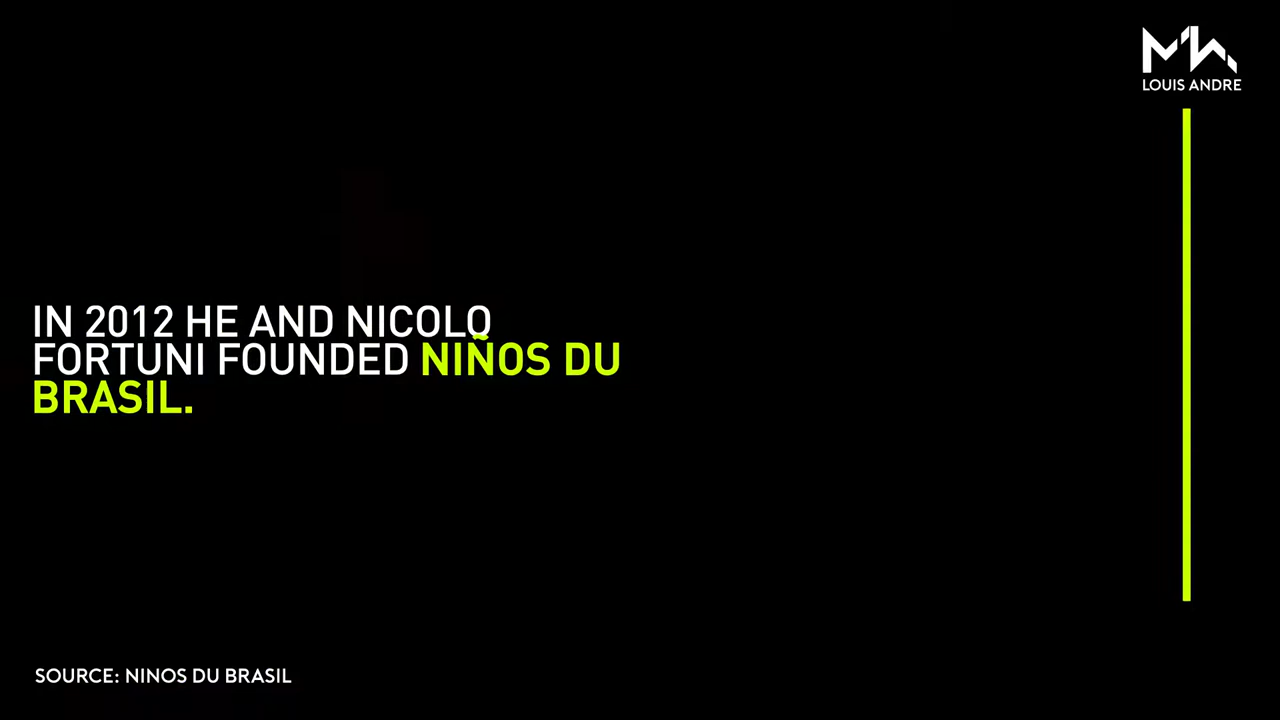 LOUIS ANDRE
IN 2012 HE AND NICOLO
FORTUNI FOUNDED NIÑOS DU
BRASIL.
SOURCE: NINOS DU BRASIL